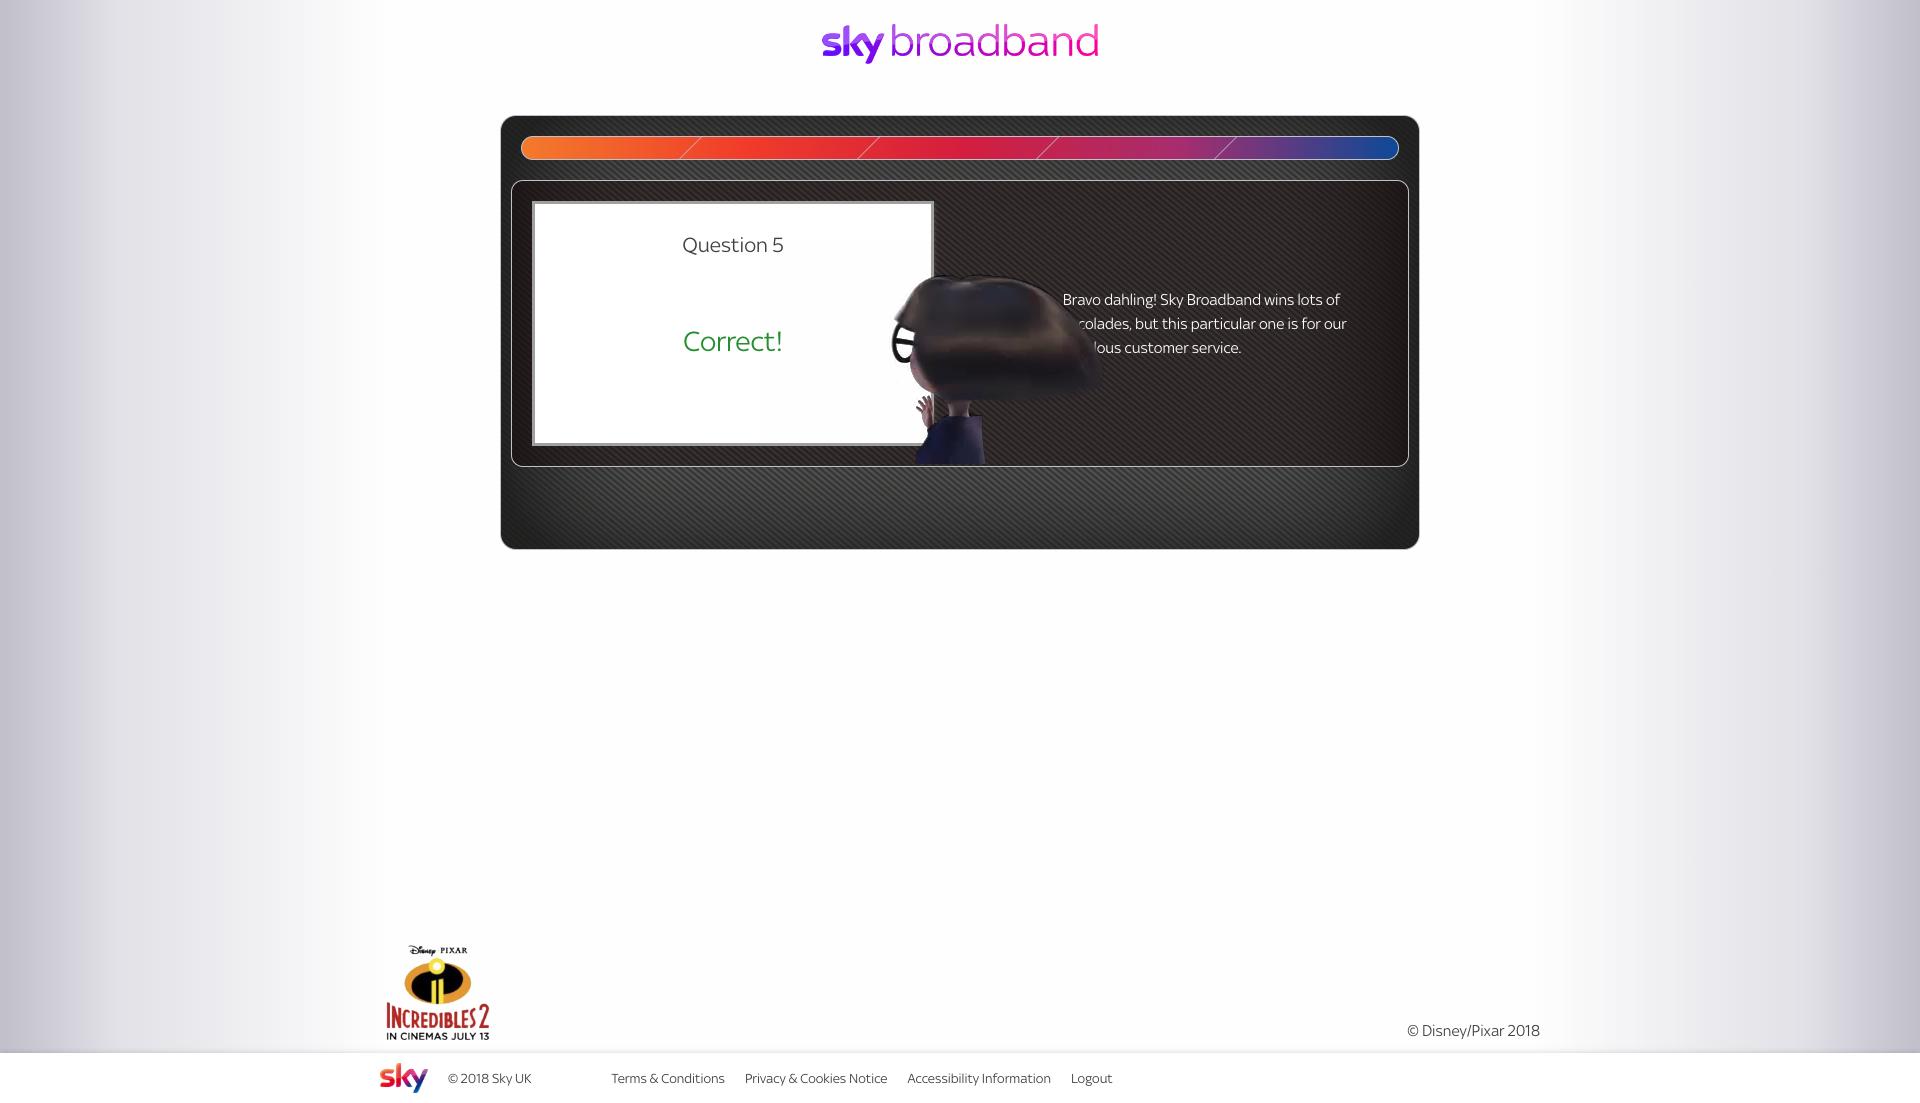 sky broadband
Question 5
Correct!
Bravo dahling! Sky Broadband wins lots of
colades, but this particular one is for our
lous customer service.
Disney PIXAR
INCREDIBLES 2
IN CINEMAS JULY 13
© Disney/Pixar 2018
sky
© 2018 Sky UK
Terms & Conditions
Privacy & Cookies Notice
Accessibility Information
Logout